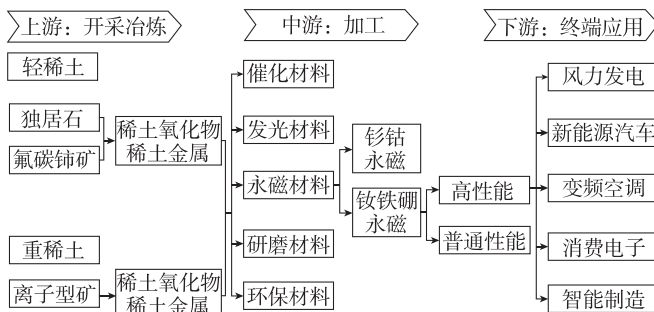 上游：开采冶炼
中游：加工
下游：终端应用
轻稀土
独居石
氟碳铈矿
稀土氧化物
稀土金属
重稀土
离子型矿
稀土氧化物
稀土金属
催化材料
发光材料
永磁材料
研磨材料
环保材料
钐钴
永磁
钕铁硼
永磁
高性能
普通性能
风力发电
新能源汽车
变频空调
消费电子
智能制造